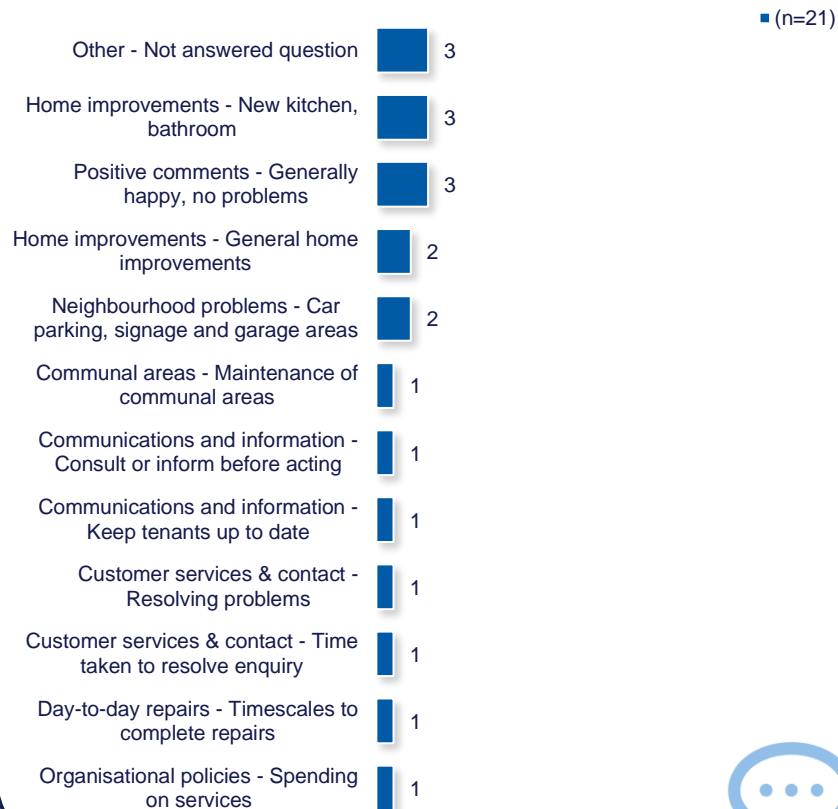 (n=21)
Other - Not answered question 3
Home improvements - New kitchen,
bathroom 3
Positive comments - Generally
happy, no problems 3
Home improvements - General home
improvements 2
Neighbourhood problems - Car
parking, signage and garage areas 2
Communal areas - Maintenance of
communal areas 1
Communications and information -
Consult or inform before acting 1
Communications and information -
Keep tenants up to date 1
Customer services & contact -
Resolving problems 1
Customer services & contact - Time
taken to resolve enquiry 1
Day-to-day repairs - Timescales to
complete repairs 1
Organisational policies - Spending
on services 1